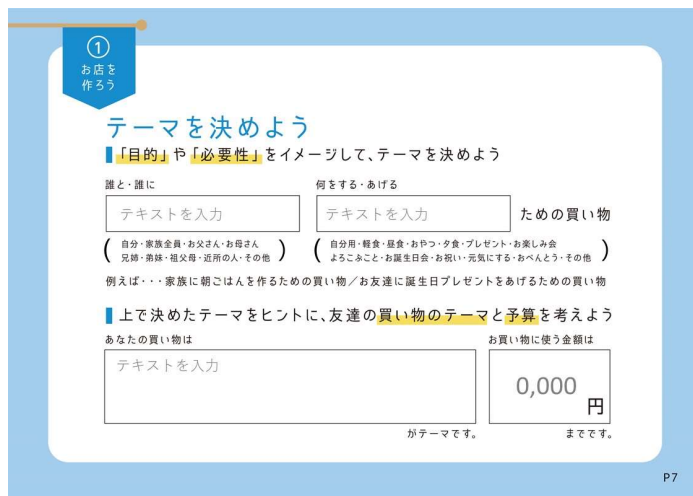 ①
お店を
作ろう
テーマを決めよう
「目的」や「必要性」をイメージして、テーマを決めよう
誰と・誰に
何をする・あげる
テキストを入力
テキストを入力
ための買い物
(自分・家族全員・お父さん・お母さん
兄姉・弟妹・祖父母・近所の人・その他)
(自分用・軽食・昼食・おやつ・夕食・プレゼント・お楽しみ会
よろこぶこと・お誕生日会・お祝い・元気にする・おべんとう・その他)
例えば・・・家族に朝ごはんを作るための買い物／お友達に誕生日プレゼントをあげるための買い物
上で決めたテーマをヒントに、友達の買い物のテーマと予算を考えよう
あなたの買い物は
お買い物に使う金額は
テキストを入力
0,000
円
がテーマです。
までです。
P7